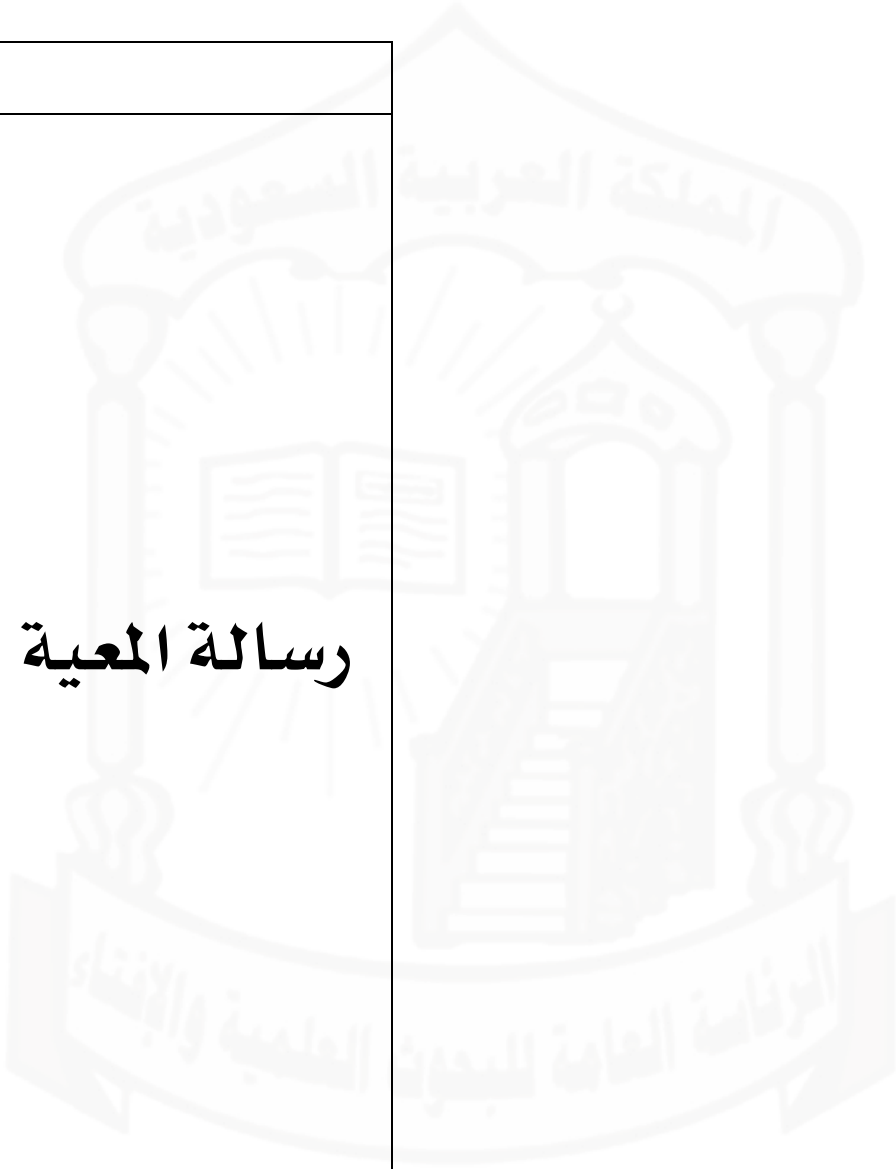 المملكة العربية السعودية
رسالة المعية
الرئاسة العامة للبحوث العلمية والإفتاء